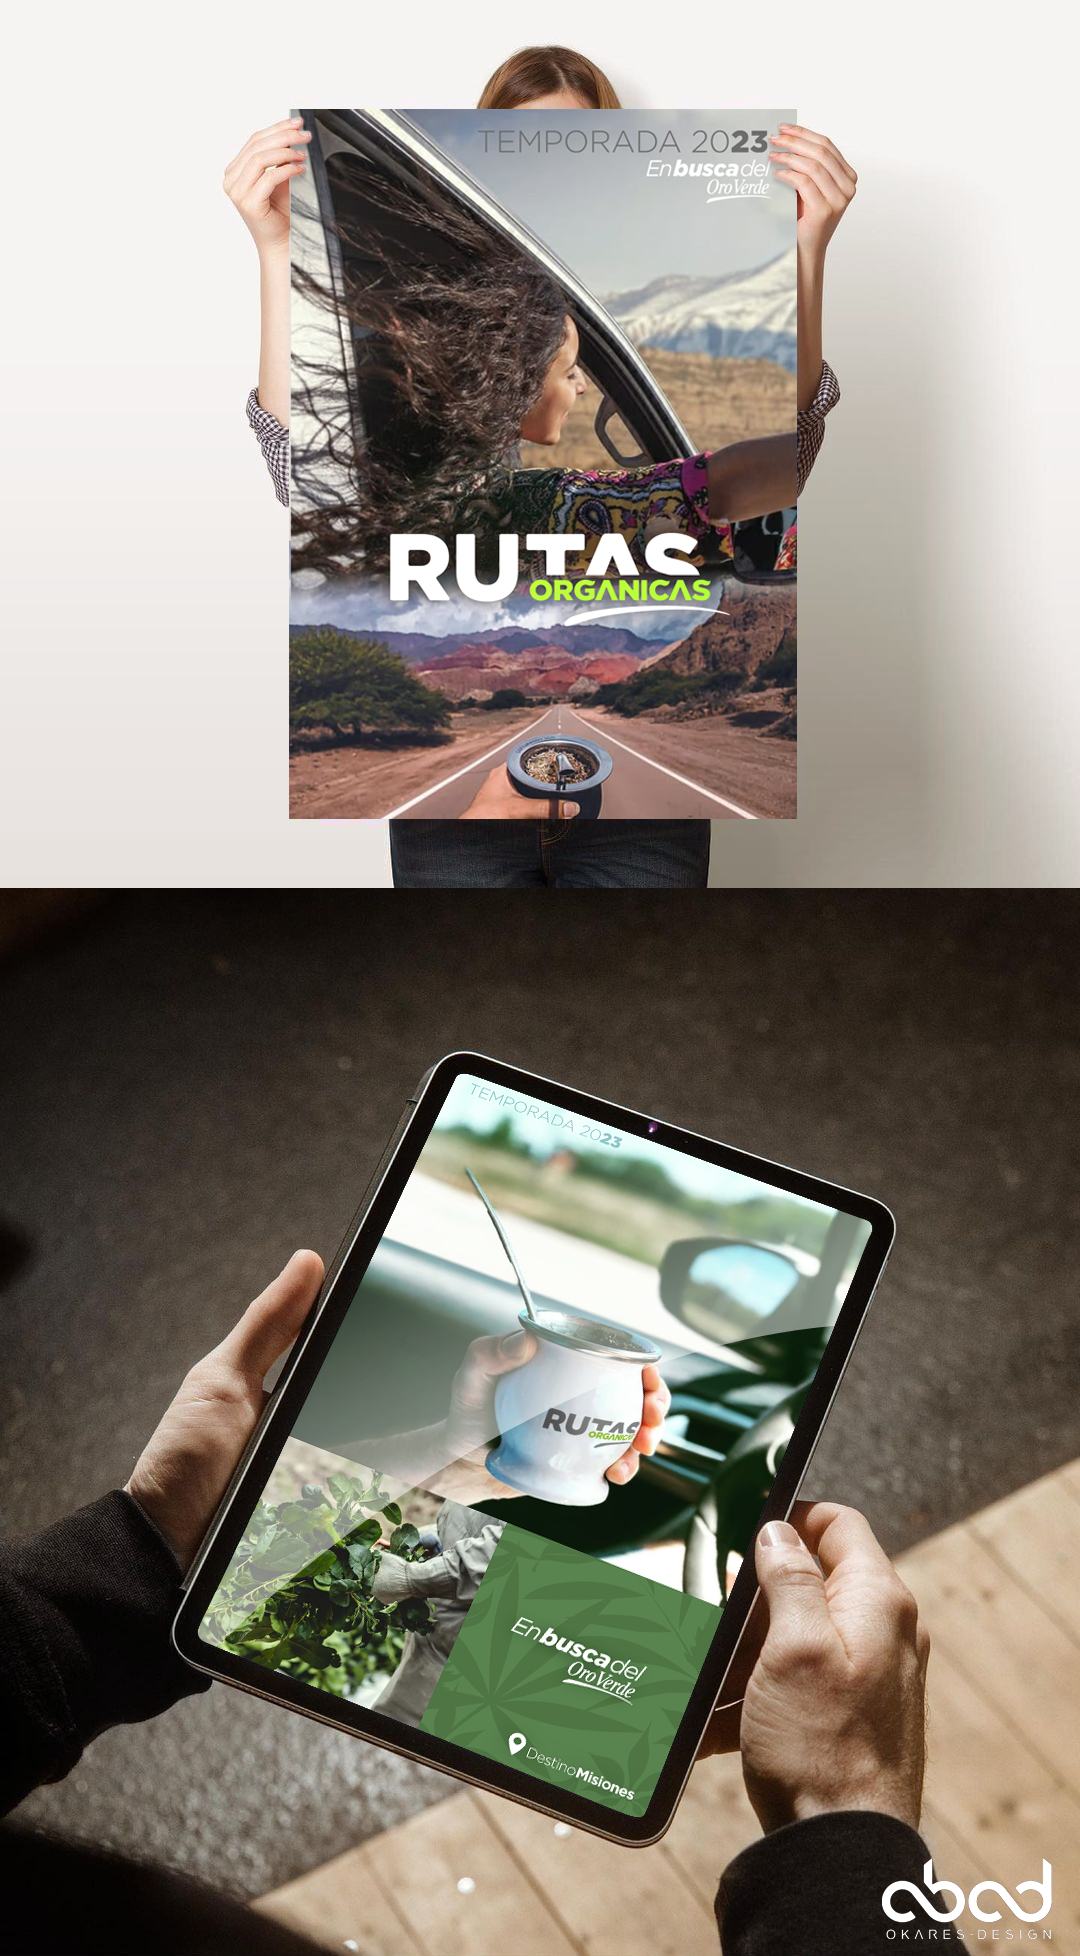 TEMPORADA 2023
En busca del
Oro Verde
RUTAS
ORGANICAS
TEMPORADA 2023
RUTAS
ORGANICAS
En busca del
Oro Verde
Destino Misiones
abad
OKARES-DESIGN